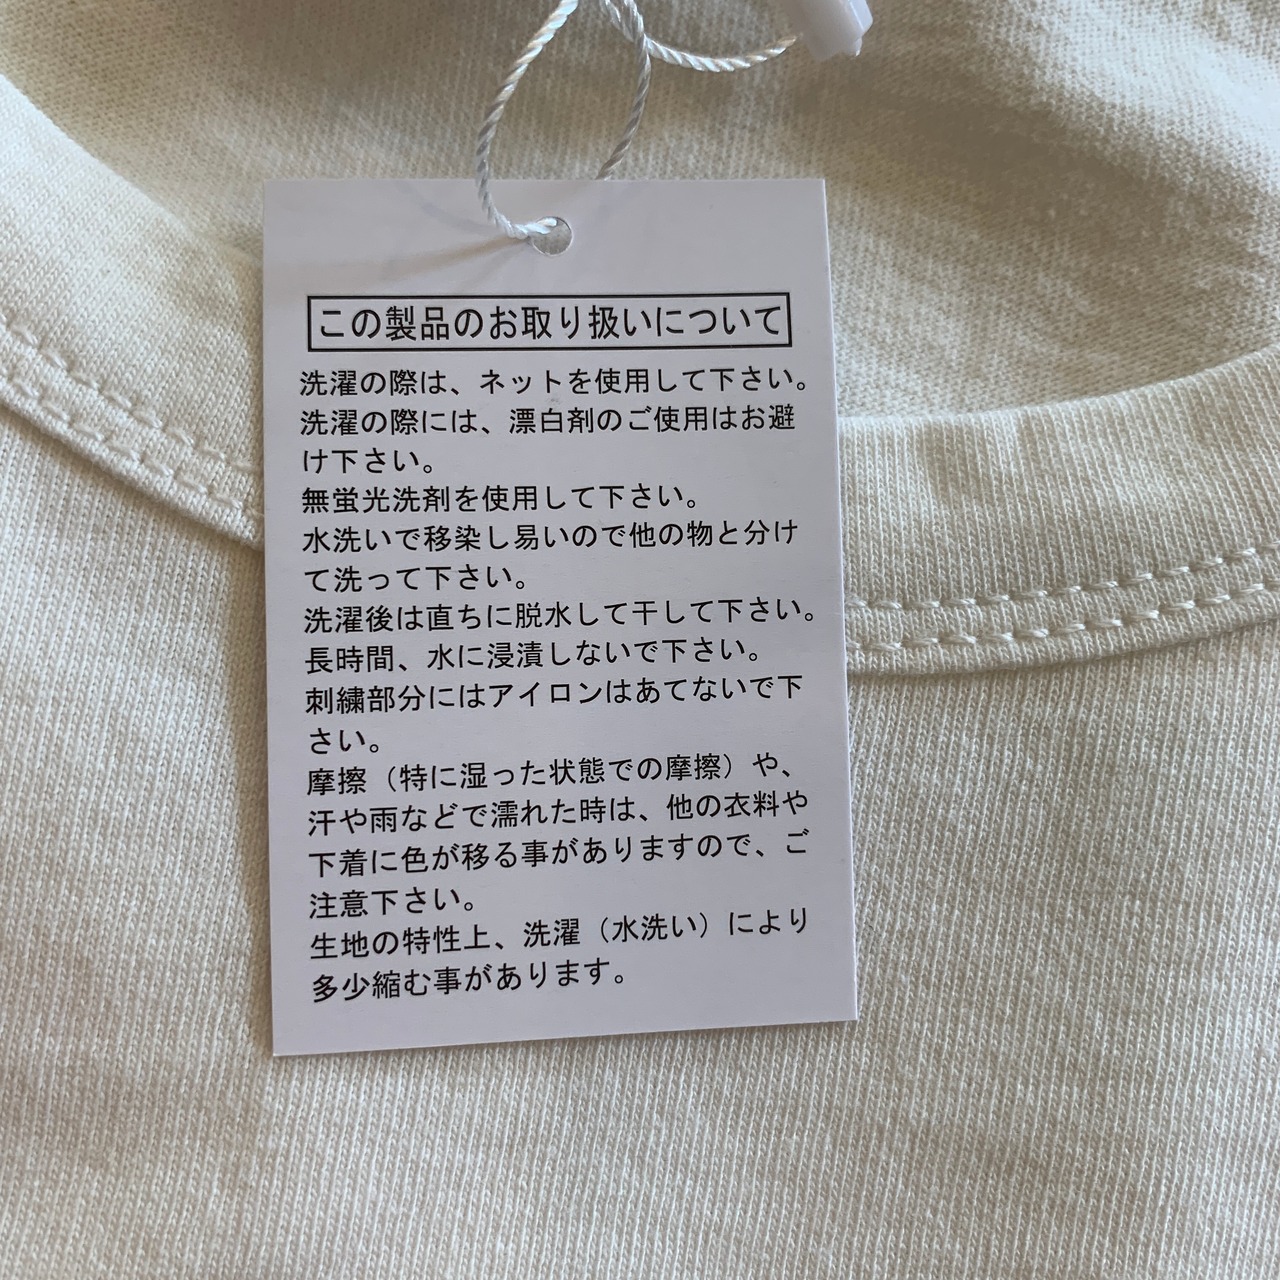 この製品のお取り扱いについて
洗濯の際は、ネットを使用して下さい。
洗濯の際には、漂白剤のご使用はお避
け下さい。
無蛍光洗剤を使用して下さい。
水洗いで移染し易いので他の物と分け
て洗って下さい。
洗濯後は直ちに脱水して干して下さい。
長時間、水に浸漬しないで下さい。
刺繍部分にはアイロンはあてないで下
さい。
摩擦（特に湿った状態での摩擦）や、
汗や雨などで濡れた時は、他の衣料や
下着に色が移る事がありますので、ご
注意下さい。
生地の特性上、洗濯（水洗い）により
多少縮む事があります。